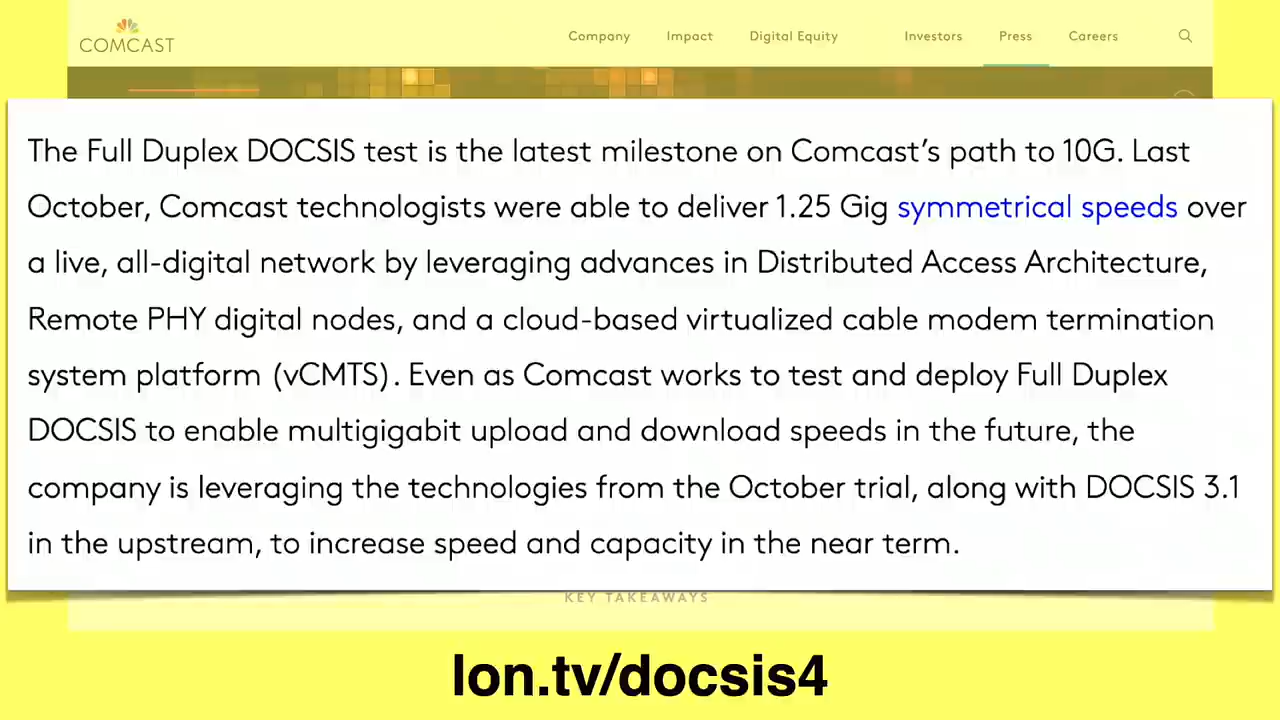 COMCAST
Company Impact Digital Equity Investors Press Careers
The Full Duplex DOCSIS test is the latest milestone on Comcast’s path to 10G. Last
October, Comcast technologists were able to deliver 1.25 Gig symmetrical speeds over
a live, all-digital network by leveraging advances in Distributed Access Architecture,
Remote PHY digital nodes, and a cloud-based virtualized cable modem termination
system platform (vCMTS). Even as Comcast works to test and deploy Full Duplex
DOCSIS to enable multigigabit upload and download speeds in the future, the
company is leveraging the technologies from the October trial, along with DOCSIS 3.1
in the upstream, to increase speed and capacity in the near term.
KEY TAKEAWAYS
lon.tv/docsis4